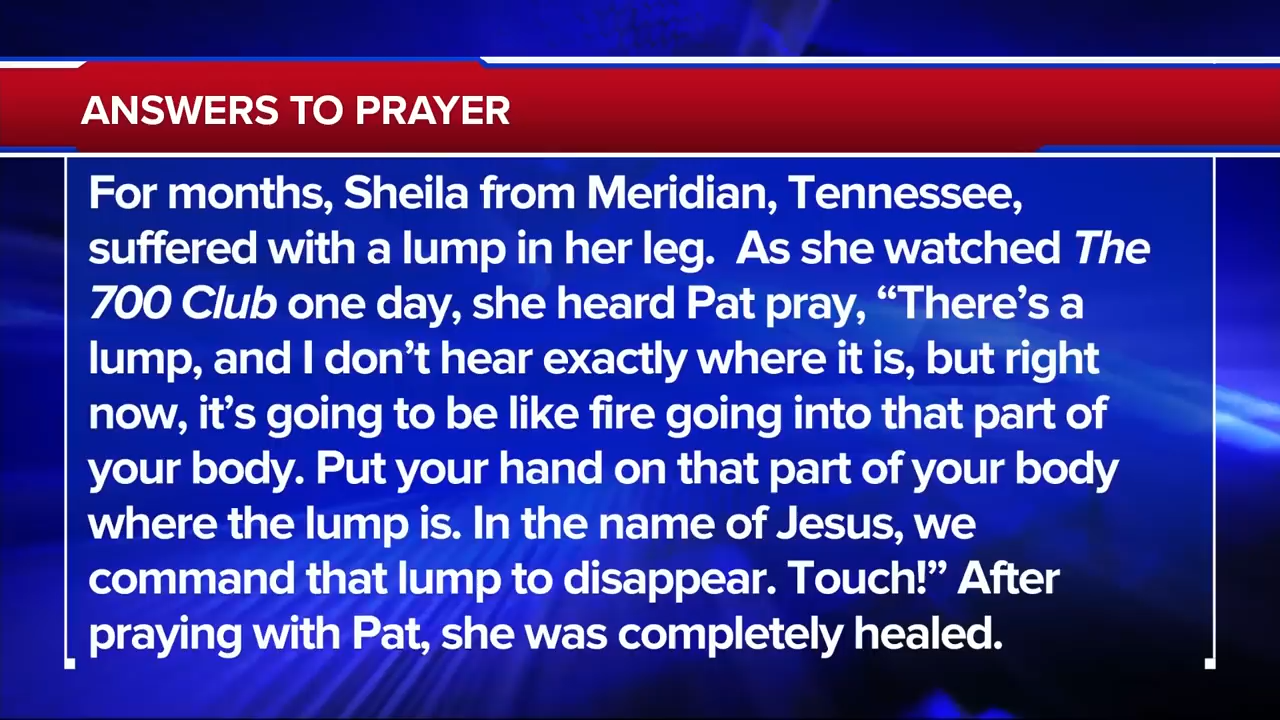 ANSWERS TO PRAYER
For months, Sheila from Meridian, Tennessee,
suffered with a lump in her leg.  As she watched The
700 Club one day, she heard Pat pray, “There’s a
lump, and I don’t hear exactly where it is, but right
now, it’s going to be like fire going into that part of
your body. Put your hand on that part of your body
where the lump is. In the name of Jesus, we
command that lump to disappear. Touch!” After
praying with Pat, she was completely healed.